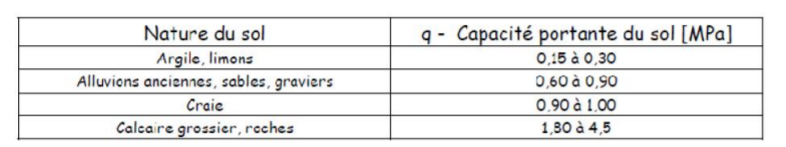 Nature du sol q - Capacité portante du sol [MPa]
Argile, limons 0,15 à 0,30
Alluvions anciennes, sables, graviers 0,60 à 0,90
Craie 0,90 à 1,00
Calcaire grossier, roches 1,80 à 4,5